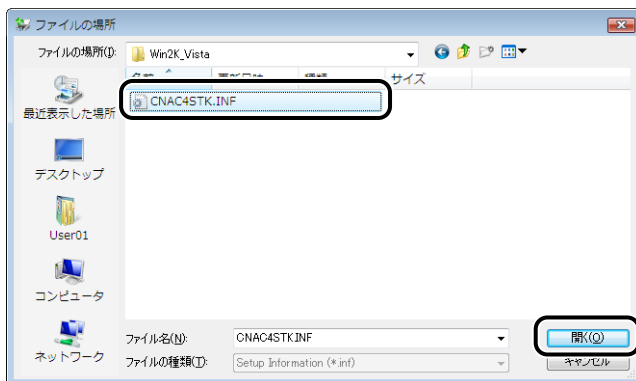 ファイルの場所
ファイルの場所(I):
Win2K_Vista
サイズ
CNAC4STK.INF
最近表示した場所
デスクトップ
User01
コンピュータ
ネットワーク
ファイル名(N):
CNAC4STK.INF
開く(O)
ファイルの種類(T):
Setup Information (*.inf)
キャンセル